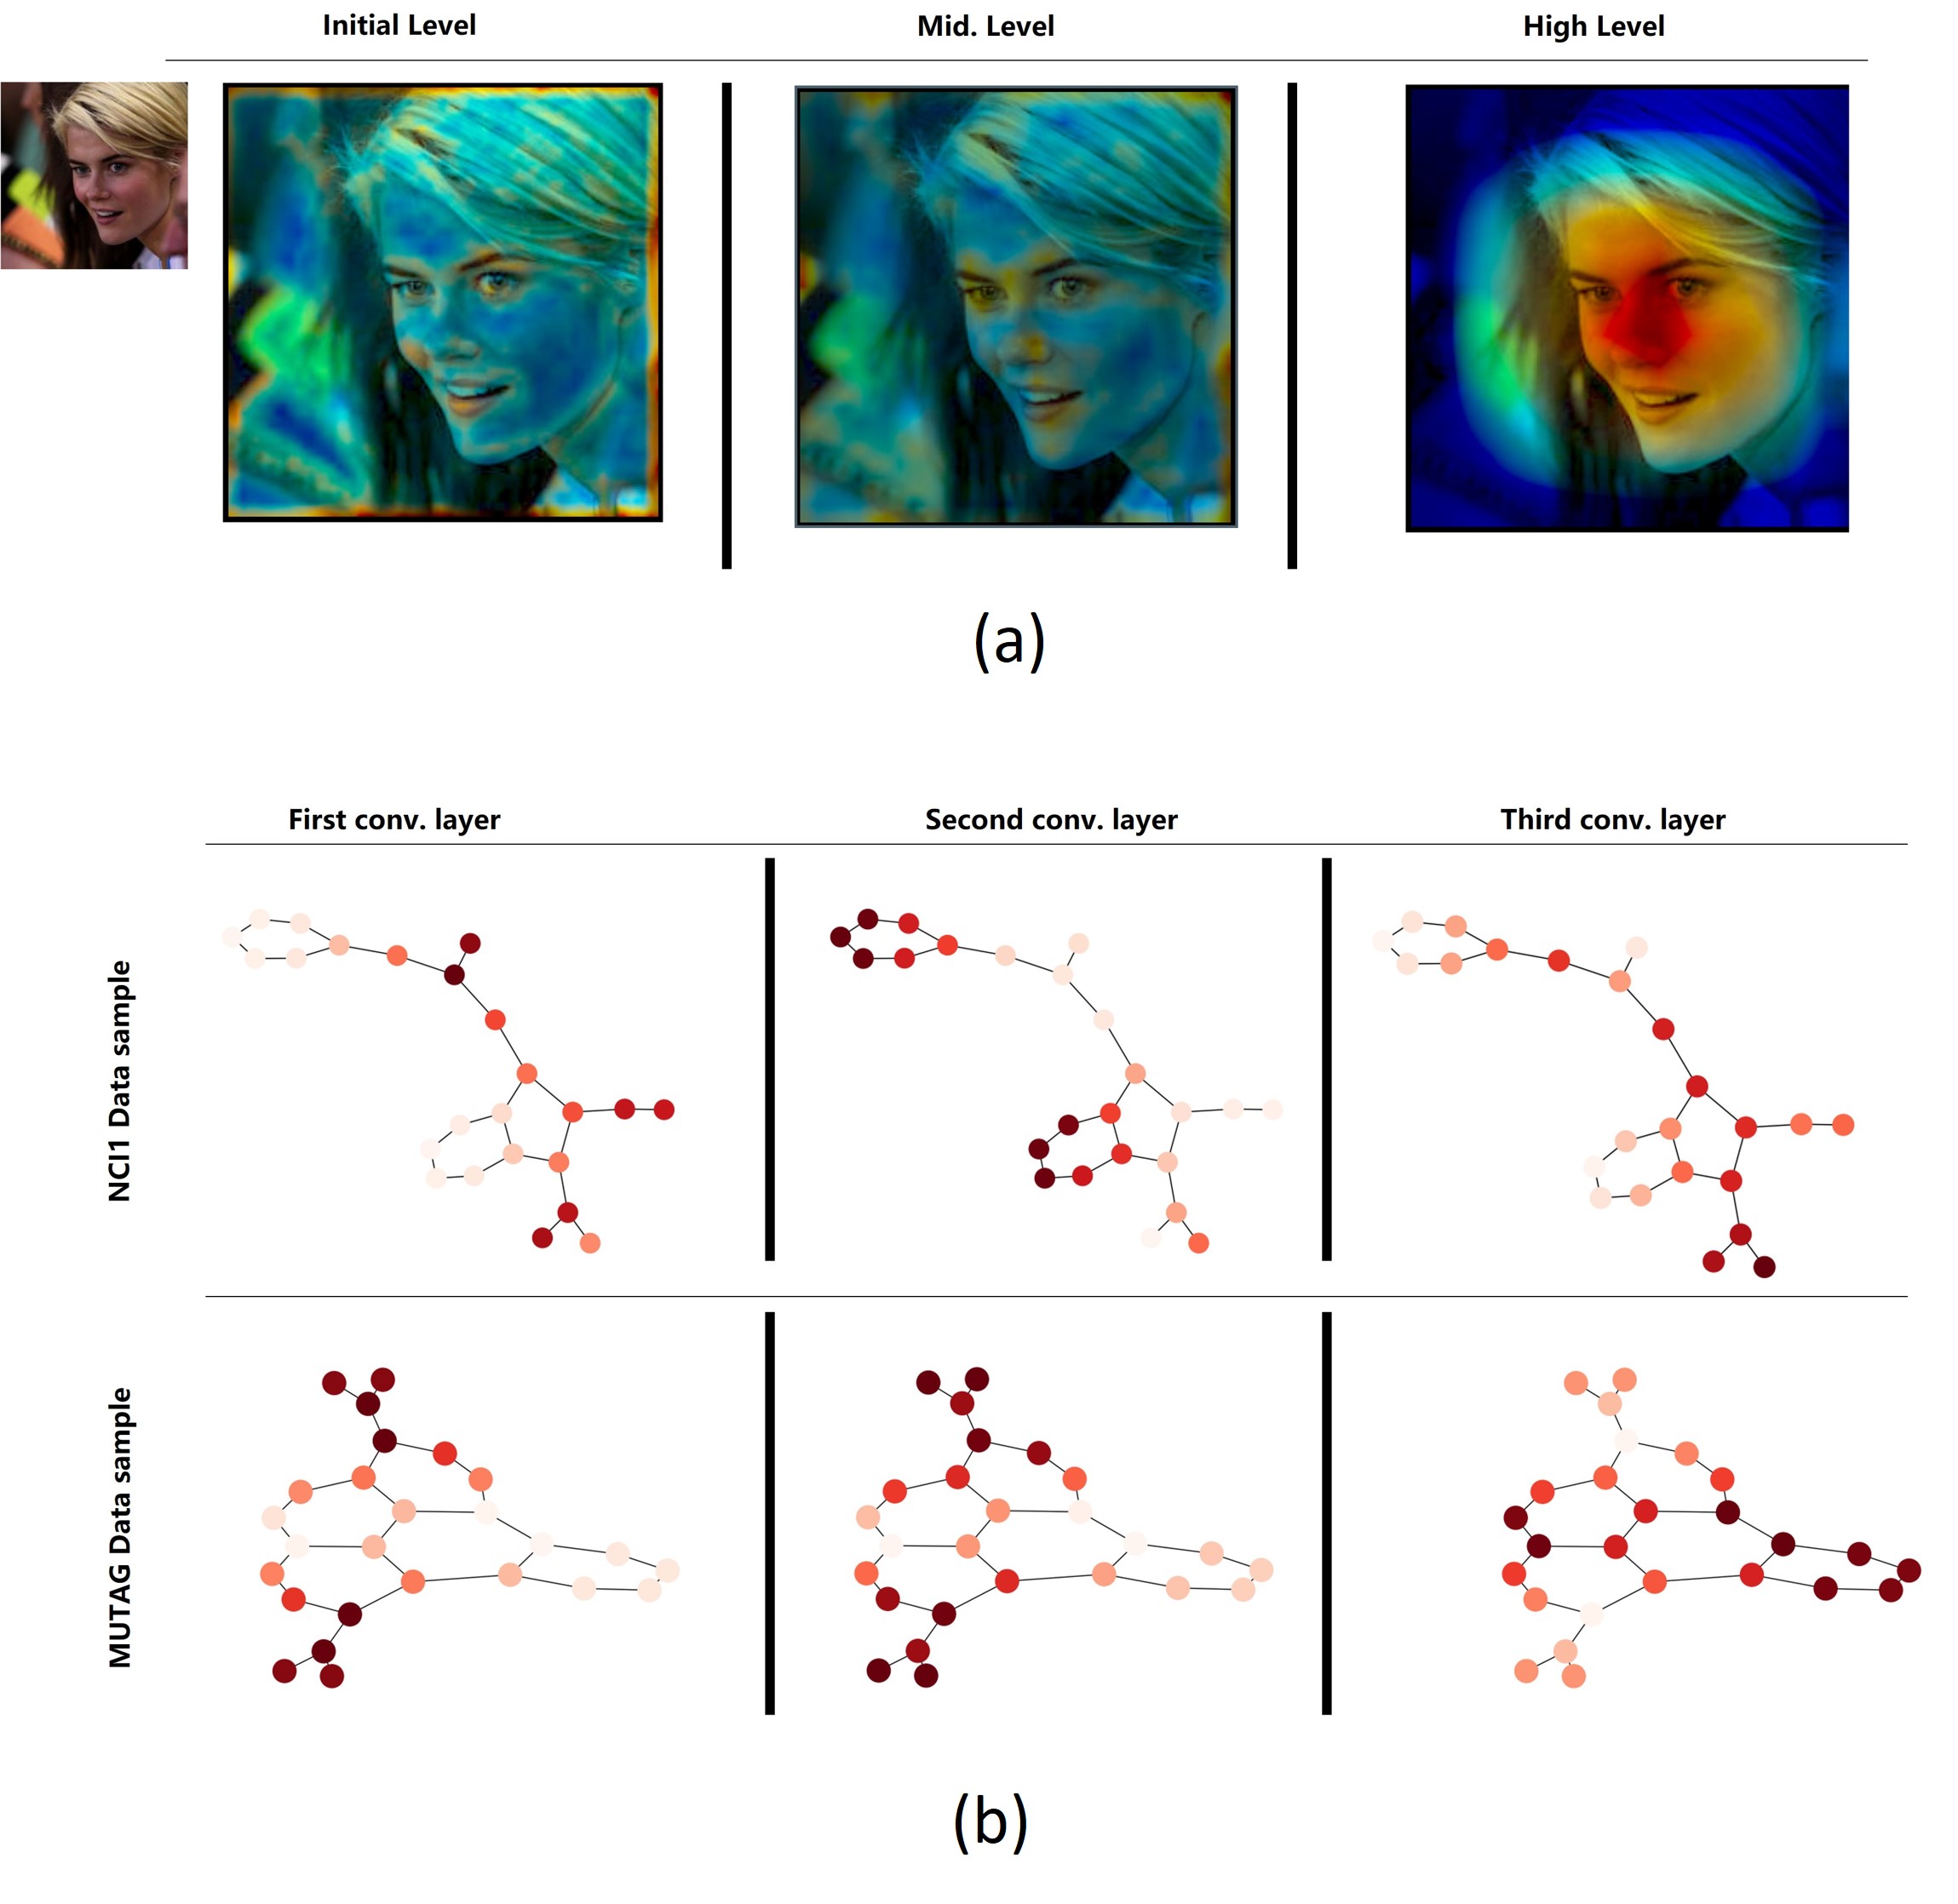 Initial Level
Mid. Level
High Level
(a)
First conv. layer
Second conv. layer
Third conv. layer
NCI1 Data sample
MUTAG Data sample
(b)